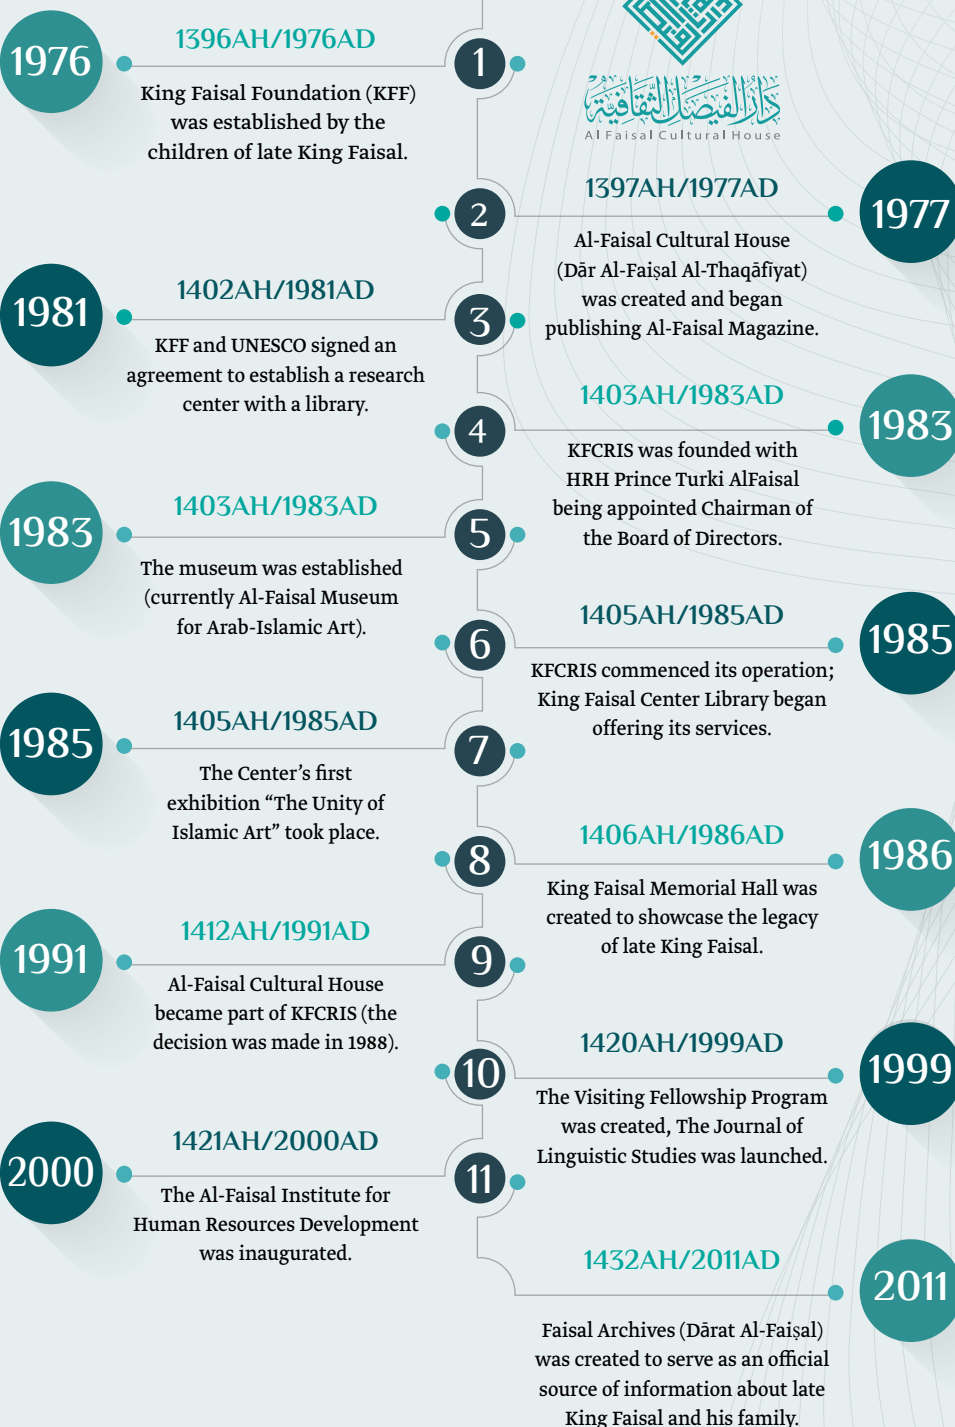 دار الفيصل الثقافية
Al Faisal Cultural House
1976
1396AH/1976AD
1
King Faisal Foundation (KFF)
was established by the
children of late King Faisal.
2
1397AH/1977AD
1977
Al-Faisal Cultural House
(Dār Al-Faiṣal Al-Thaqāfīyat)
was created and began
publishing Al-Faisal Magazine.
1981
1402AH/1981AD
3
KFF and UNESCO signed an
agreement to establish a research
center with a library.
4
1403AH/1983AD
1983
KFCRIS was founded with
HRH Prince Turki AlFaisal
being appointed Chairman of
the Board of Directors.
1983
1403AH/1983AD
5
The museum was established
(currently Al-Faisal Museum
for Arab-Islamic Art).
6
1405AH/1985AD
1985
KFCRIS commenced its operation;
King Faisal Center Library began
offering its services.
1985
1405AH/1985AD
7
The Center’s first
exhibition “The Unity of
Islamic Art” took place.
8
1406AH/1986AD
1986
King Faisal Memorial Hall was
created to showcase the legacy
of late King Faisal.
1991
1412AH/1991AD
9
Al-Faisal Cultural House
became part of KFCRIS (the
decision was made in 1988).
10
1420AH/1999AD
1999
The Visiting Fellowship Program
was created, The Journal of
Linguistic Studies was launched.
2000
1421AH/2000AD
11
The Al-Faisal Institute for
Human Resources Development
was inaugurated.
1432AH/2011AD
2011
Faisal Archives (Dārat Al-Faiṣal)
was created to serve as an official
source of information about late
King Faisal and his family.